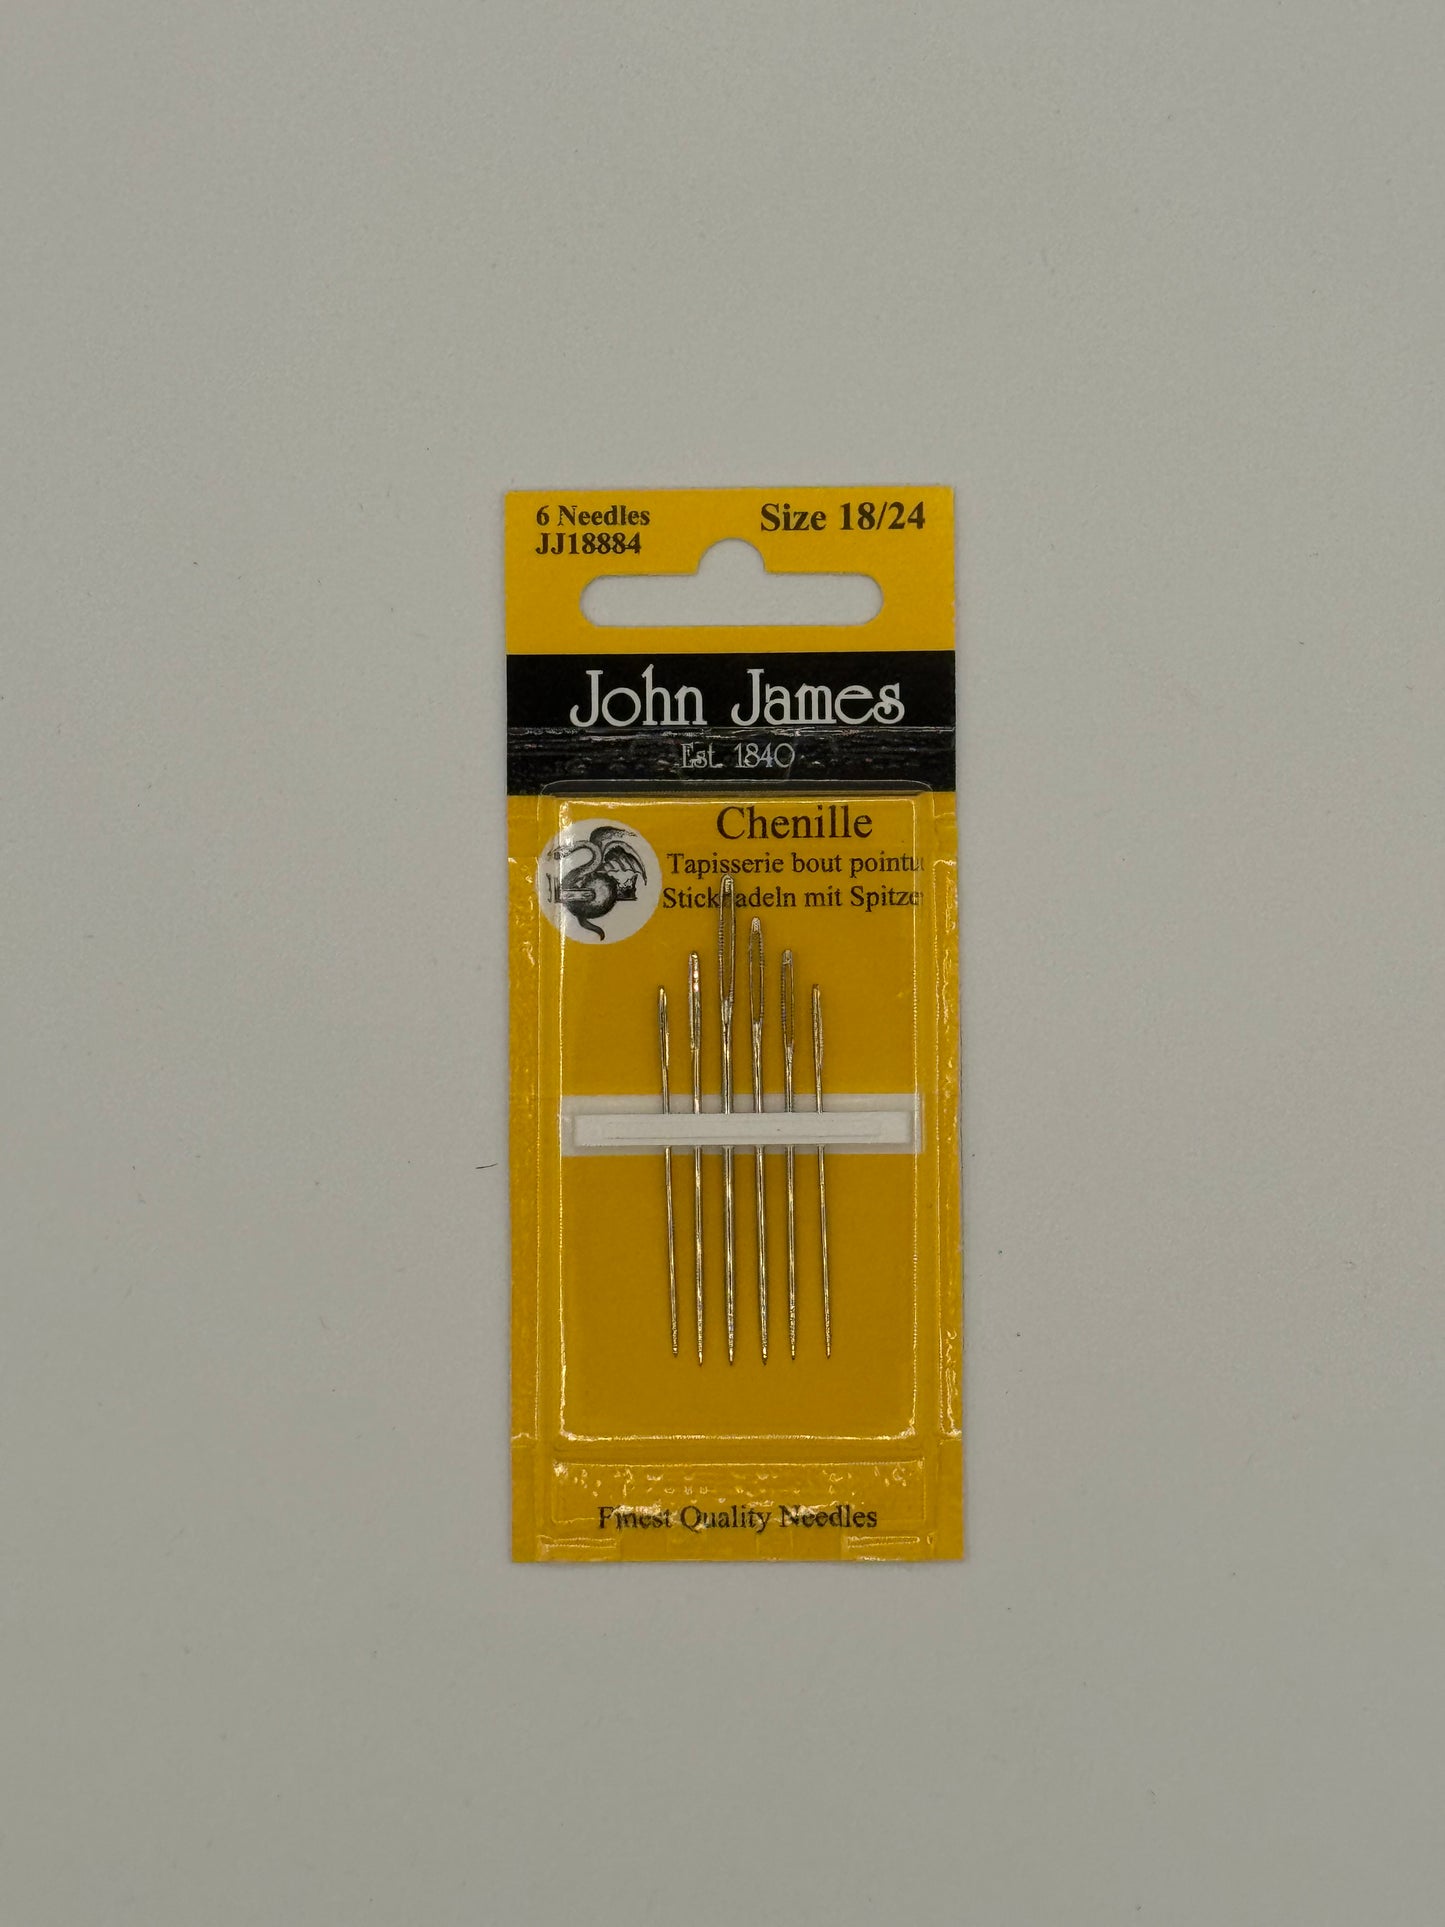 6 Needles
Size 18/24
JJ18884
John James
Est. 1840
Chenille
Tapisserie bout pointu
mit Spitze
Finest Quality Needles